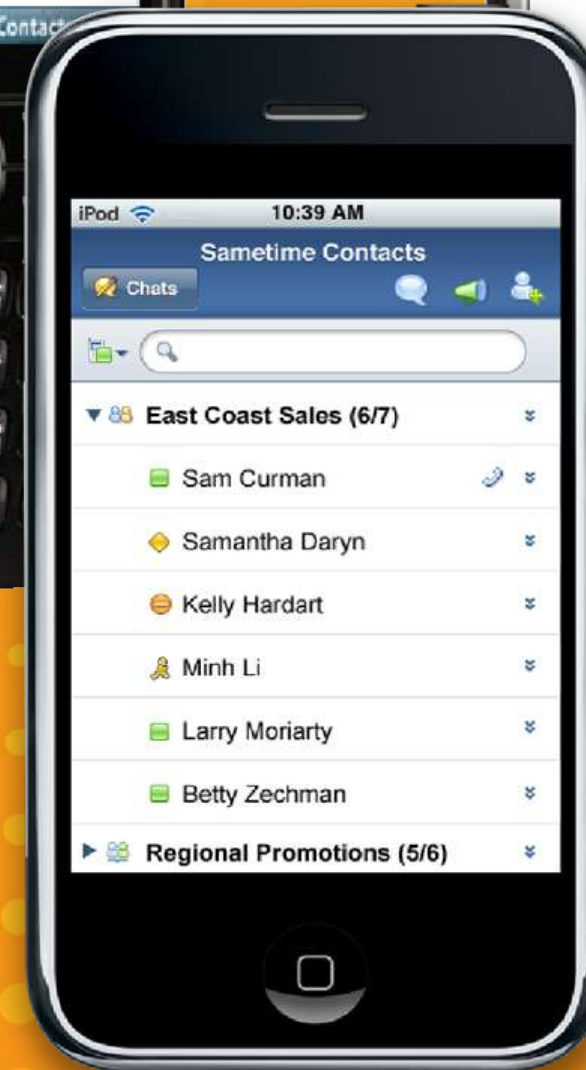 Contacts
iPod 10:39 AM
Sametime Contacts
Chats
East Coast Sales (6/7)
Sam Curman
Samantha Daryn
Kelly Hardart
Minh Li
Larry Moriarty
Betty Zechman
Regional Promotions (5/6)